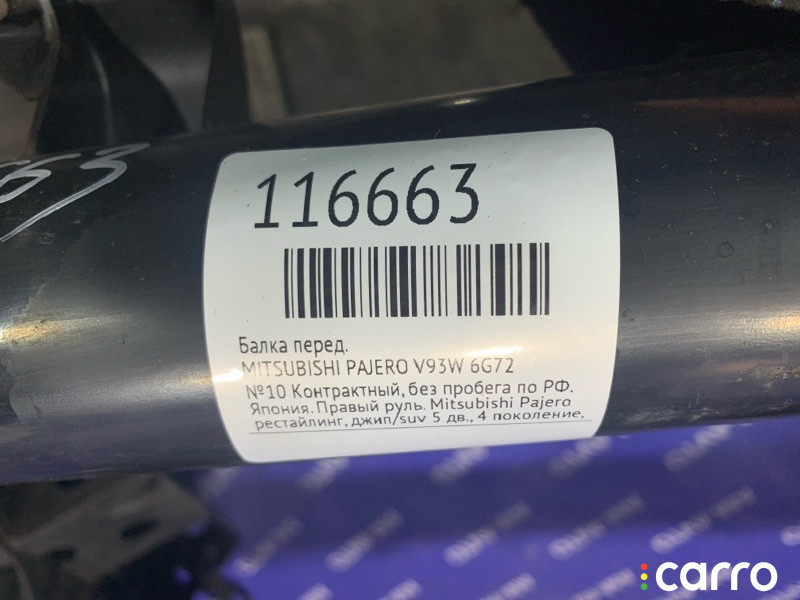 63
116663
Балка перед.
MITSUBISHI PAJERO V93W 6G72
№10 Контрактный, без пробега по РФ.
Япония. Правый руль. Mitsubishi Pajero
рестайлинг, джип/suv 5 дв., 4 поколение,
carro